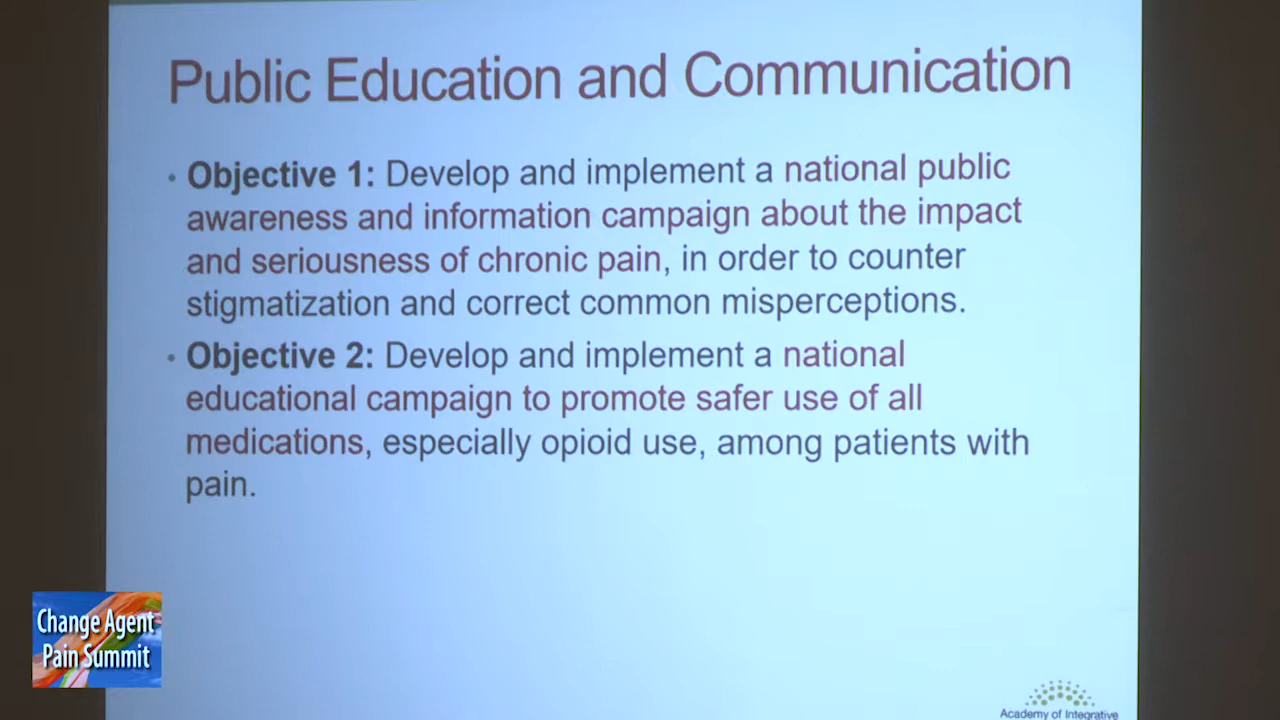 Public Education and Communication
• Objective 1: Develop and implement a national public
awareness and information campaign about the impact
and seriousness of chronic pain, in order to counter
stigmatization and correct common misperceptions.
• Objective 2: Develop and implement a national
educational campaign to promote safer use of all
medications, especially opioid use, among patients with
pain.
Change Agent
Pain Summit
Academy of Integrative